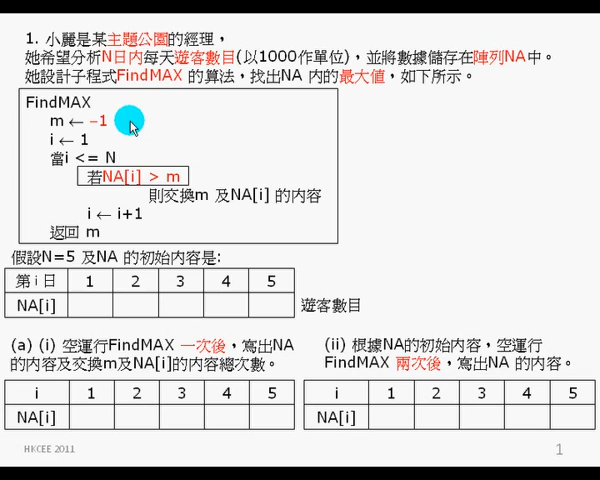 1. 小麗是某主題公園的經理，
她希望分析N日內每天遊客數目(以1000作單位)，並將數據儲存在陣列NA中。
她設計子程式FindMAX 的算法，找出NA 內的最大值，如下所示。
FindMAX
m ← −1
i ← 1
當i <= N
若NA[i] > m
則交換m 及NA[i] 的內容
i ← i+1
返回 m
假設N=5 及NA 的初始內容是:
第 i 日 1 2 3 4 5
NA[i]
遊客數目
(a) (i) 空運行FindMAX 一次後，寫出NA
的內容及交換m及NA[i]的內容總次數。
i 1 2 3 4 5
NA[i]
(ii) 根據NA的初始內容，空運行
FindMAX 兩次後，寫出NA 的內容。
i 1 2 3 4 5
NA[i]
HKCEE 2011
1